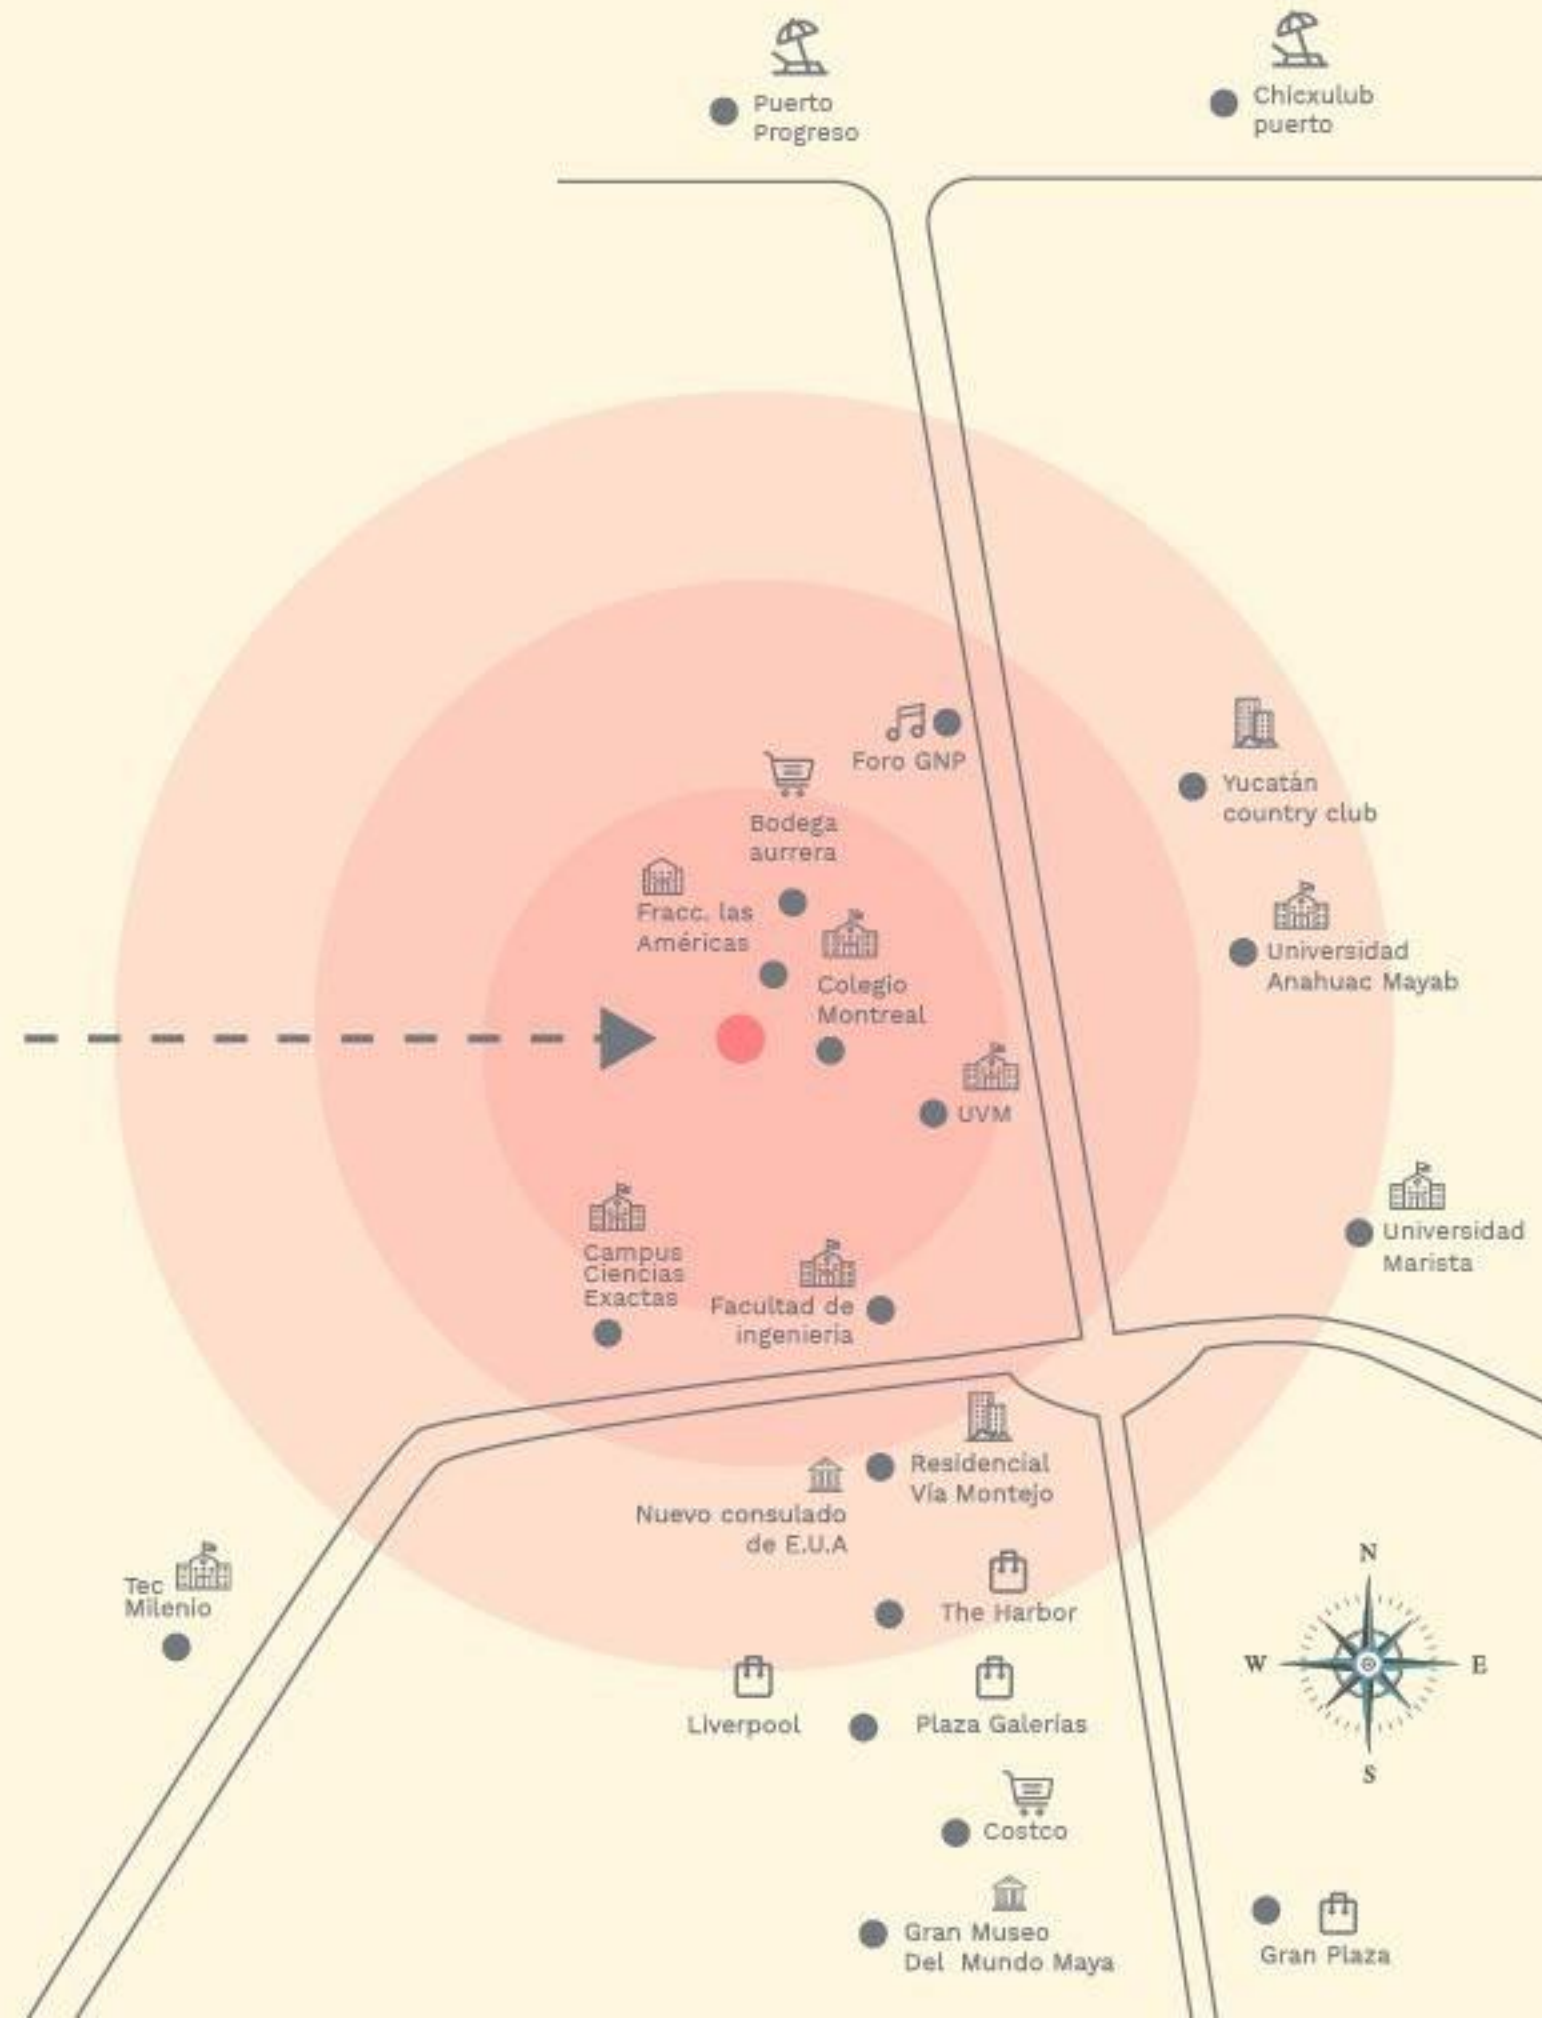 Puerto
Progreso
Chicxulub
puerto
Foro GNP
Yucatán
country club
Bodega
aurrera
Fracc. las
Américas
Universidad
Anahuac Mayab
Colegio
Montreal
UVM
Universidad
Marista
Campus
Ciencias
Exactas
Facultad de
ingeniería
Residencial
Vía Montejo
Nuevo consulado
de E.U.A
Tec
Milenio
The Harbor
N
W
E
S
Liverpool
Plaza Galerías
Costco
Gran Museo
Del Mundo Maya
Gran Plaza